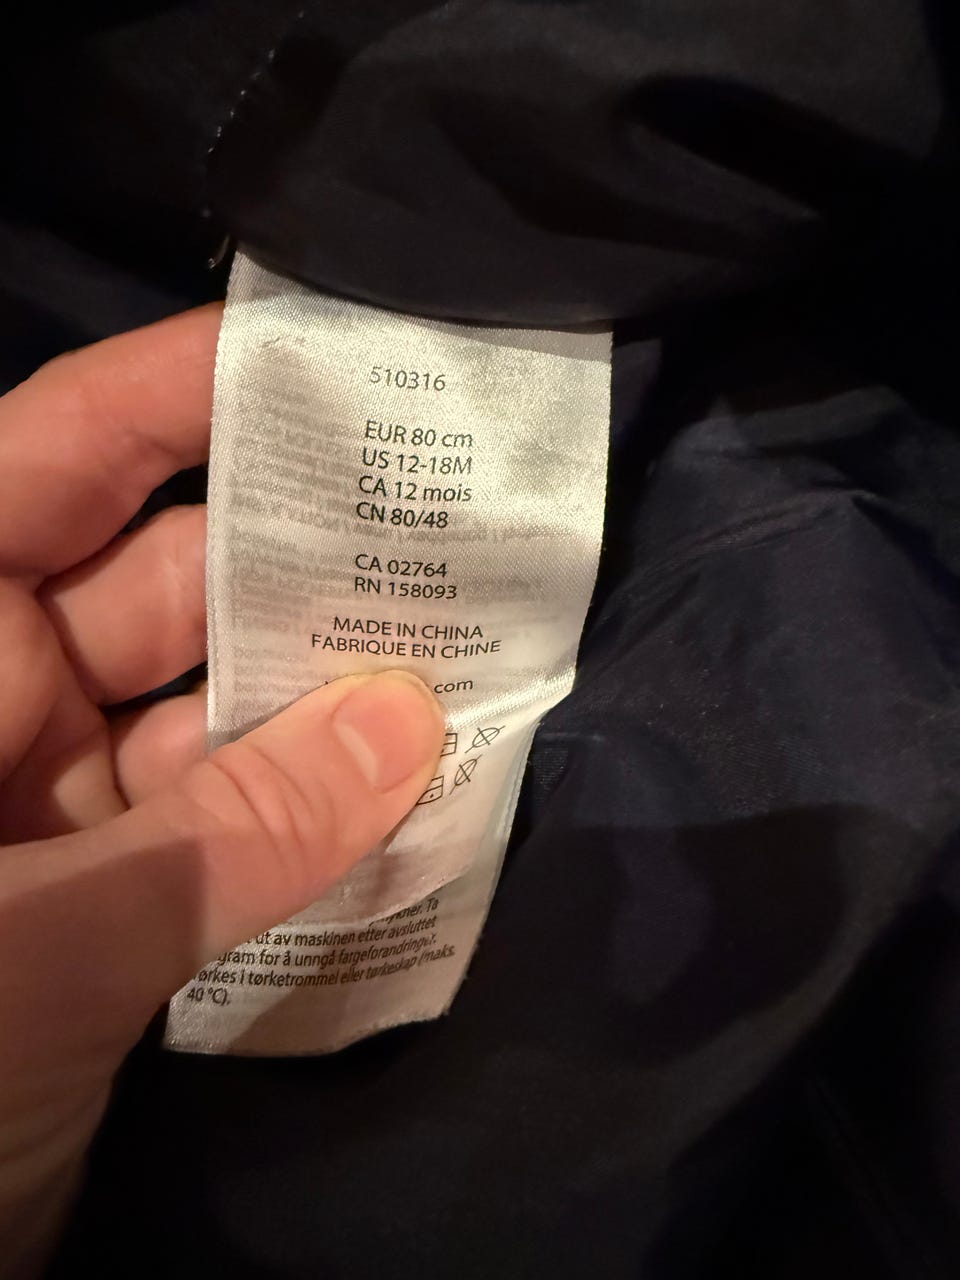 510316
EUR 80 cm
US 12-18M
CA 12 mois
CN 80/48
CA 02764
RN 158093
MADE IN CHINA
FABRIQUE EN CHINE
.com
Ta
ut av maskinen etter avsluttet
gram for å unngå fargeforandringer.
ørkes i tørketrommel eller tørkeskap (maks.
40 °C).